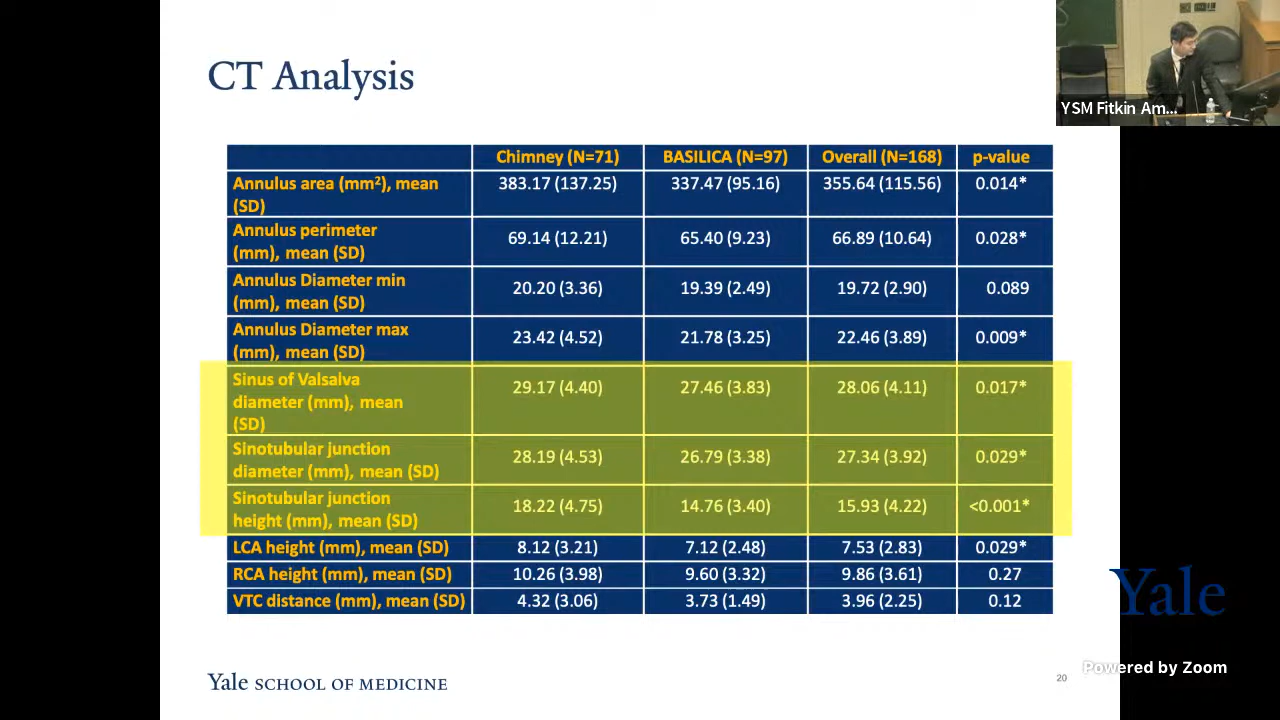 CT Analysis
YSM Fitkin Am...
Chimney (N=71) BASILICA (N=97) Overall (N=168) p-value
Annulus area (mm²), mean (SD) 383.17 (137.25) 337.47 (95.16) 355.64 (115.56) 0.014*
Annulus perimeter (mm), mean (SD) 69.14 (12.21) 65.40 (9.23) 66.89 (10.64) 0.028*
Annulus Diameter min (mm), mean (SD) 20.20 (3.36) 19.39 (2.49) 19.72 (2.90) 0.089
Annulus Diameter max (mm), mean (SD) 23.42 (4.52) 21.78 (3.25) 22.46 (3.89) 0.009*
Sinus of Valsalva diameter (mm), mean (SD) 29.17 (4.40) 27.46 (3.83) 28.06 (4.11) 0.017*
Sinotubular junction diameter (mm), mean (SD) 28.19 (4.53) 26.79 (3.38) 27.34 (3.92) 0.029*
Sinotubular junction height (mm), mean (SD) 18.22 (4.75) 14.76 (3.40) 15.93 (4.22) <0.001*
LCA height (mm), mean (SD) 8.12 (3.21) 7.12 (2.48) 7.53 (2.83) 0.029*
RCA height (mm), mean (SD) 10.26 (3.98) 9.60 (3.32) 9.86 (3.61) 0.27
VTC distance (mm), mean (SD) 4.32 (3.06) 3.73 (1.49) 3.96 (2.25) 0.12
Yale
Yale SCHOOL OF MEDICINE
20
Powered by Zoom